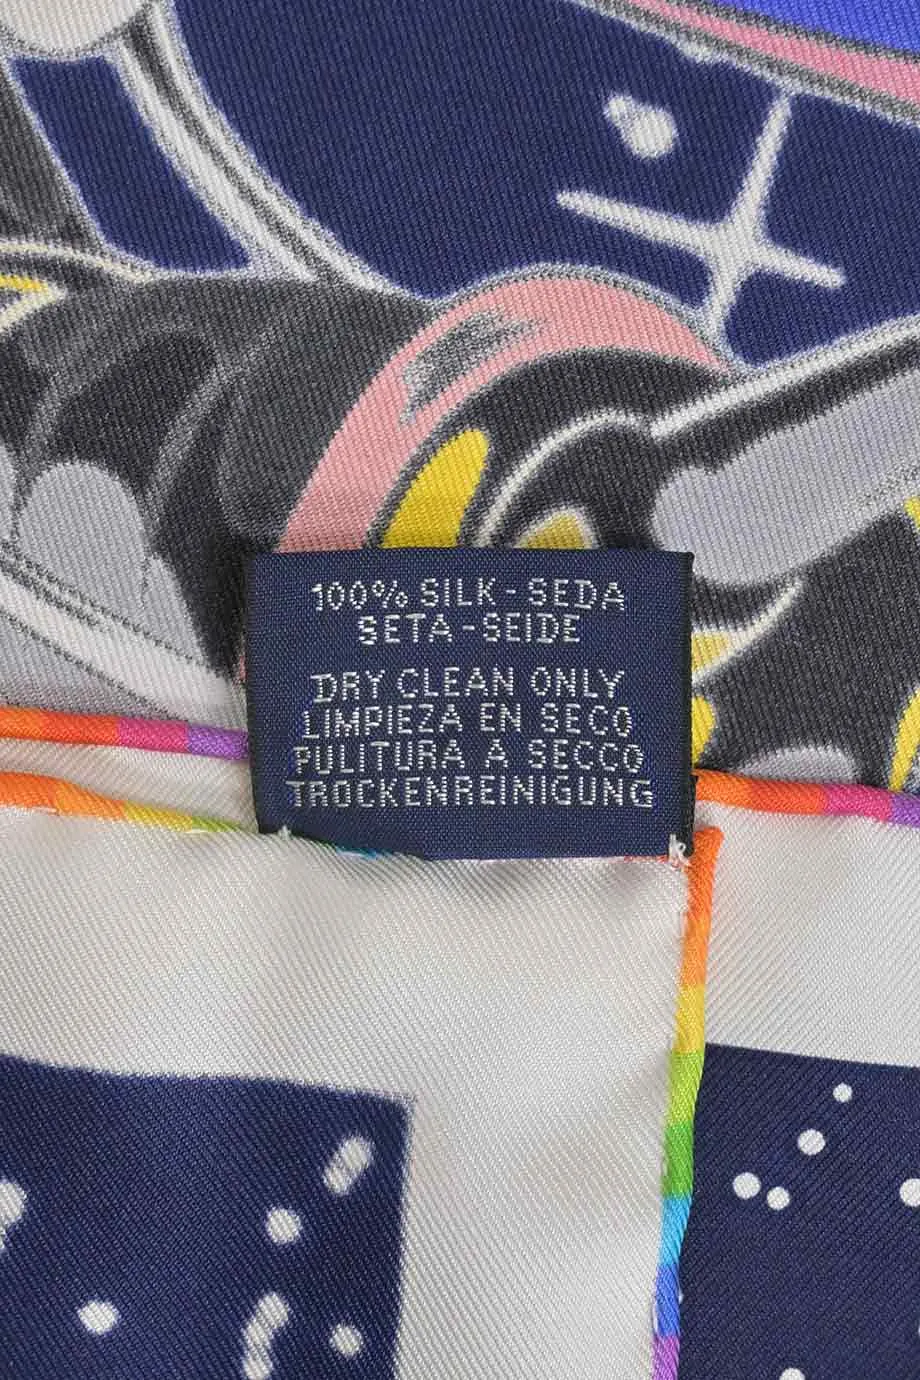 100% SILK - SEDA
SETA - SEIDE
DRY CLEAN ONLY
LIMPIEZA EN SECO
PULITURA A SECCO
TROCKENREINIGUNG